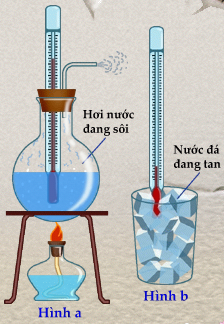 Hơi nước
đang sôi
Nước đá
đang tan
Hình a
Hình b